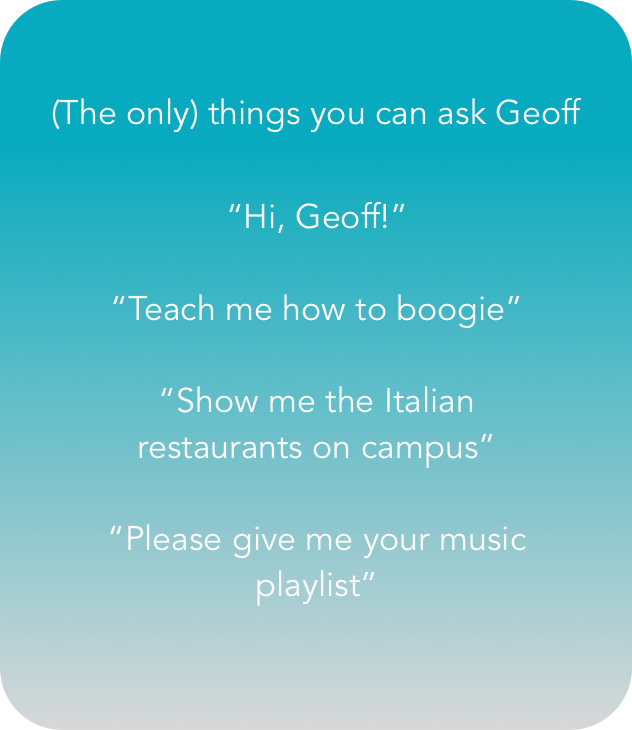 (The only) things you can ask Geoff
“Hi, Geoff!”
“Teach me how to boogie”
“Show me the Italian
restaurants on campus”
“Please give me your music
playlist”